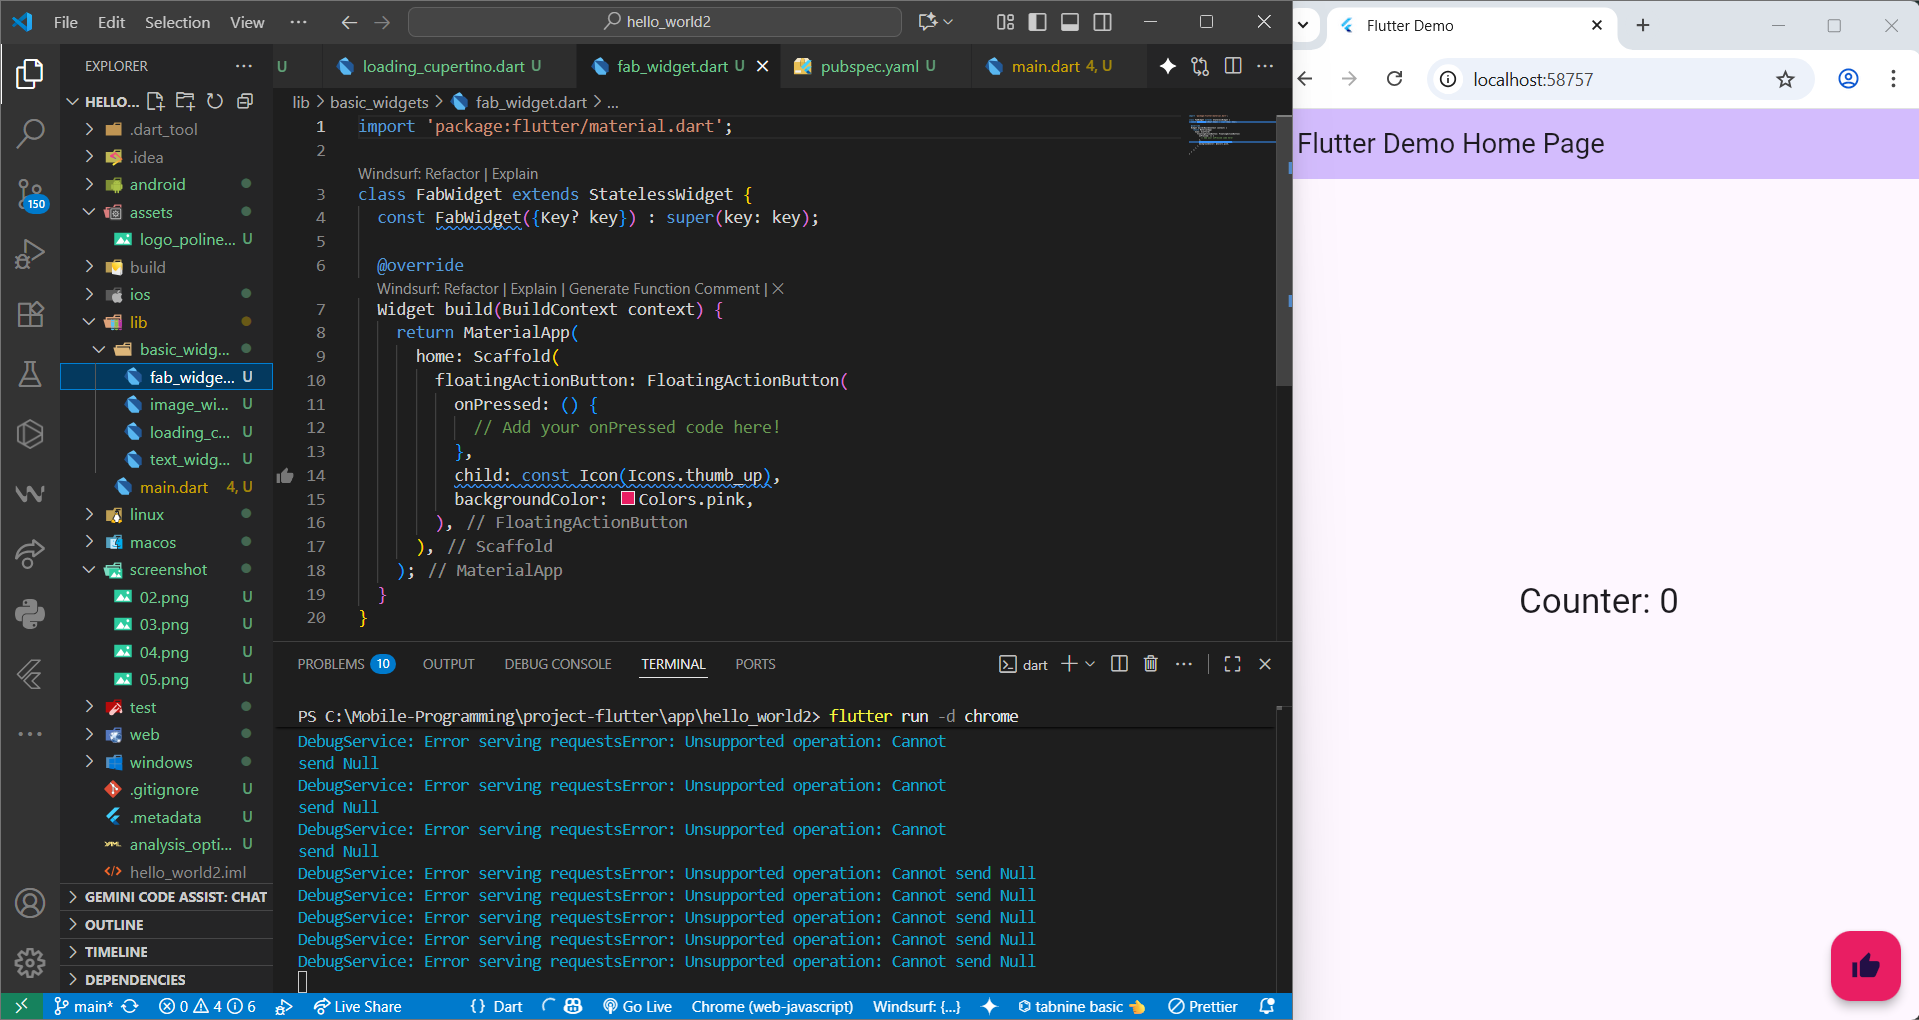 File Edit Selection View ··· hello_world2
EXPLORER ···
HELLO...
.dart_tool
.idea
android
assets
logo_poline... U
build
ios
lib
basic_widg...
fab_widge... U
image_wi... U
loading_c... U
text_widg... U
main.dart 4, U
linux
macos
screenshot
02.png U
03.png U
04.png U
05.png U
test
web
windows
.gitignore U
.metadata U
analysis_opti... U
hello_world2.iml
GEMINI CODE ASSIST: CHAT
OUTLINE
TIMELINE
DEPENDENCIES
150
U loading_cupertino.dart U fab_widget.dart U pubspec.yaml U main.dart 4, U
lib > basic_widgets > fab_widget.dart > ...
1 import 'package:flutter/material.dart';
2
Windsurf: Refactor | Explain
3 class FabWidget extends StatelessWidget {
4 const FabWidget({Key? key}) : super(key: key);
5
6 @override
Windsurf: Refactor | Explain | Generate Function Comment | ×
7 Widget build(BuildContext context) {
8 return MaterialApp(
9 home: Scaffold(
10 floatingActionButton: FloatingActionButton(
11 onPressed: () {
12 // Add your onPressed code here!
13 },
14 child: const Icon(Icons.thumb_up),
15 backgroundColor: Colors.pink,
16 ), // FloatingActionButton
17 ), // Scaffold
18 ); // MaterialApp
19 }
20 }
PROBLEMS 10 OUTPUT DEBUG CONSOLE TERMINAL PORTS dart
PS C:\Mobile-Programming\project-flutter\app\hello_world2> flutter run -d chrome
DebugService: Error serving requestsError: Unsupported operation: Cannot
send Null
DebugService: Error serving requestsError: Unsupported operation: Cannot
send Null
DebugService: Error serving requestsError: Unsupported operation: Cannot
send Null
DebugService: Error serving requestsError: Unsupported operation: Cannot send Null
DebugService: Error serving requestsError: Unsupported operation: Cannot send Null
DebugService: Error serving requestsError: Unsupported operation: Cannot send Null
DebugService: Error serving requestsError: Unsupported operation: Cannot send Null
DebugService: Error serving requestsError: Unsupported operation: Cannot send Null
main* 0 4 6 Live Share {} Dart Go Live Chrome (web-javascript) Windsurf: {...} tabnine basic Prettier
Flutter Demo
localhost:58757
Flutter Demo Home Page
Counter: 0